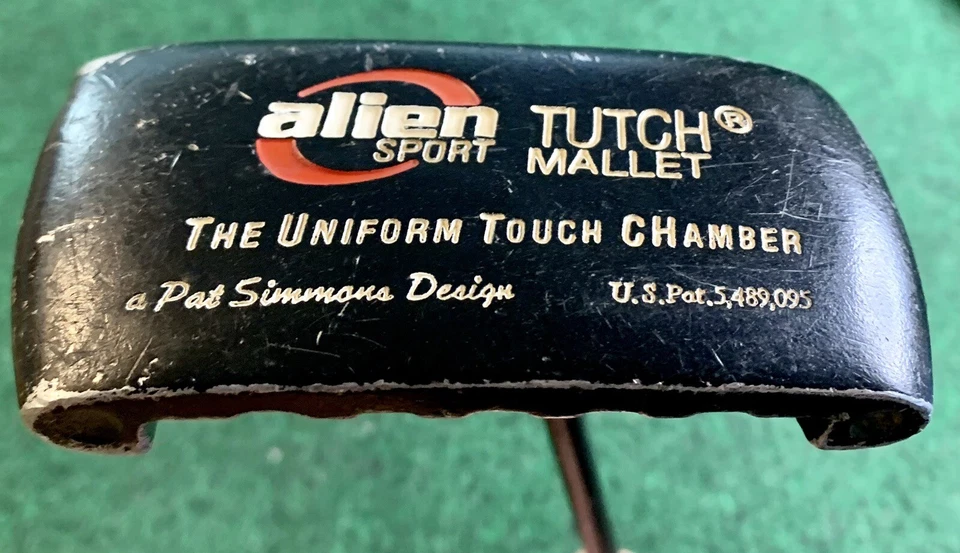 alien TUTCH®
SPORT MALLET
THE UNIFORM TOUCH CHAMBER
a Pat Simmons Design U.S.Pat.5,489,095